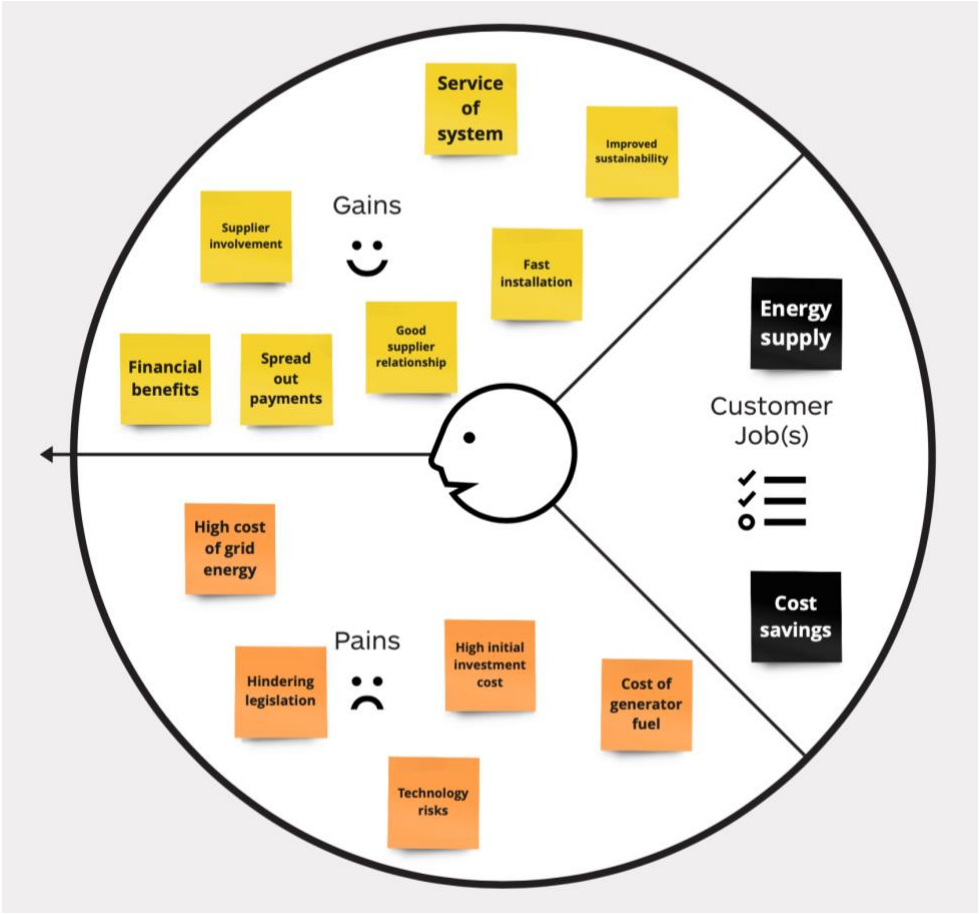 Service
of
system
Improved
sustainability
Supplier
involvement
Gains
Fast
installation
Good
supplier
relationship
Financial
benefits
Spread
out
payments
Energy
supply
Customer
Job(s)
Cost
savings
High cost
of grid
energy
Pains
Hindering
legislation
High initial
investment
cost
Cost of
generator
fuel
Technology
risks